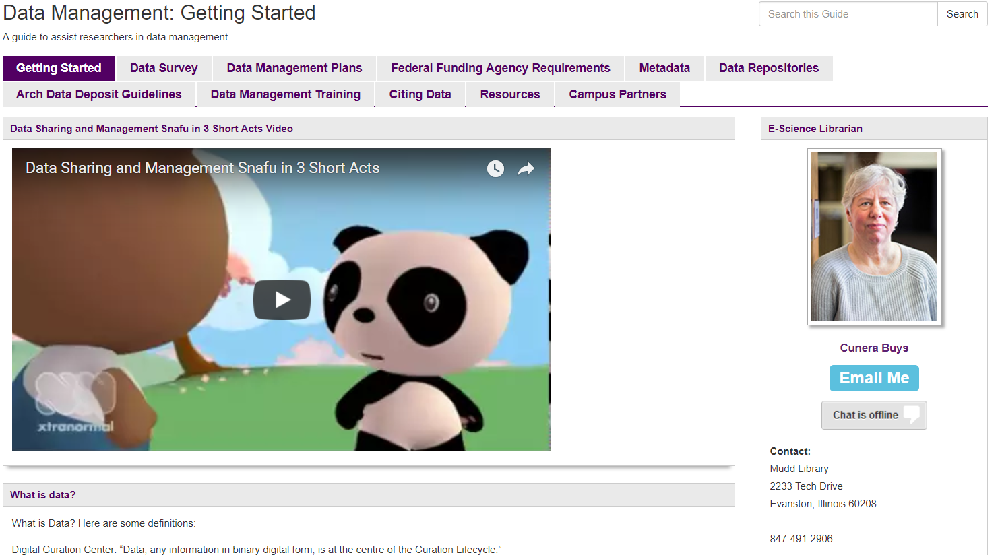 Data Management: Getting Started
Search this Guide
Search
A guide to assist researchers in data management
Getting Started
Data Survey
Data Management Plans
Federal Funding Agency Requirements
Metadata
Data Repositories
Arch Data Deposit Guidelines
Data Management Training
Citing Data
Resources
Campus Partners
Data Sharing and Management Snafu in 3 Short Acts Video
Data Sharing and Management Snafu in 3 Short Acts
xtranormal
What is data?
What is Data? Here are some definitions:
Digital Curation Center: “Data, any information in binary digital form, is at the centre of the Curation Lifecycle.”
E-Science Librarian
Cunera Buys
Email Me
Chat is offline
Contact:
Mudd Library
2233 Tech Drive
Evanston, Illinois 60208
847-491-2906